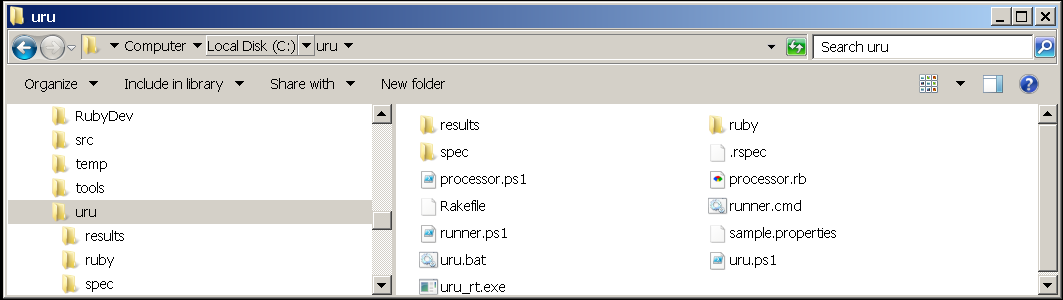 uru
Computer Local Disk (C:) uru Search uru
Organize Include in library Share with New folder
RubyDev
src
temp
tools
uru
results
ruby
spec
results ruby
spec .rspec
processor.ps1 processor.rb
Rakefile runner.cmd
runner.ps1 sample.properties
uru.bat uru.ps1
uru_rt.exe